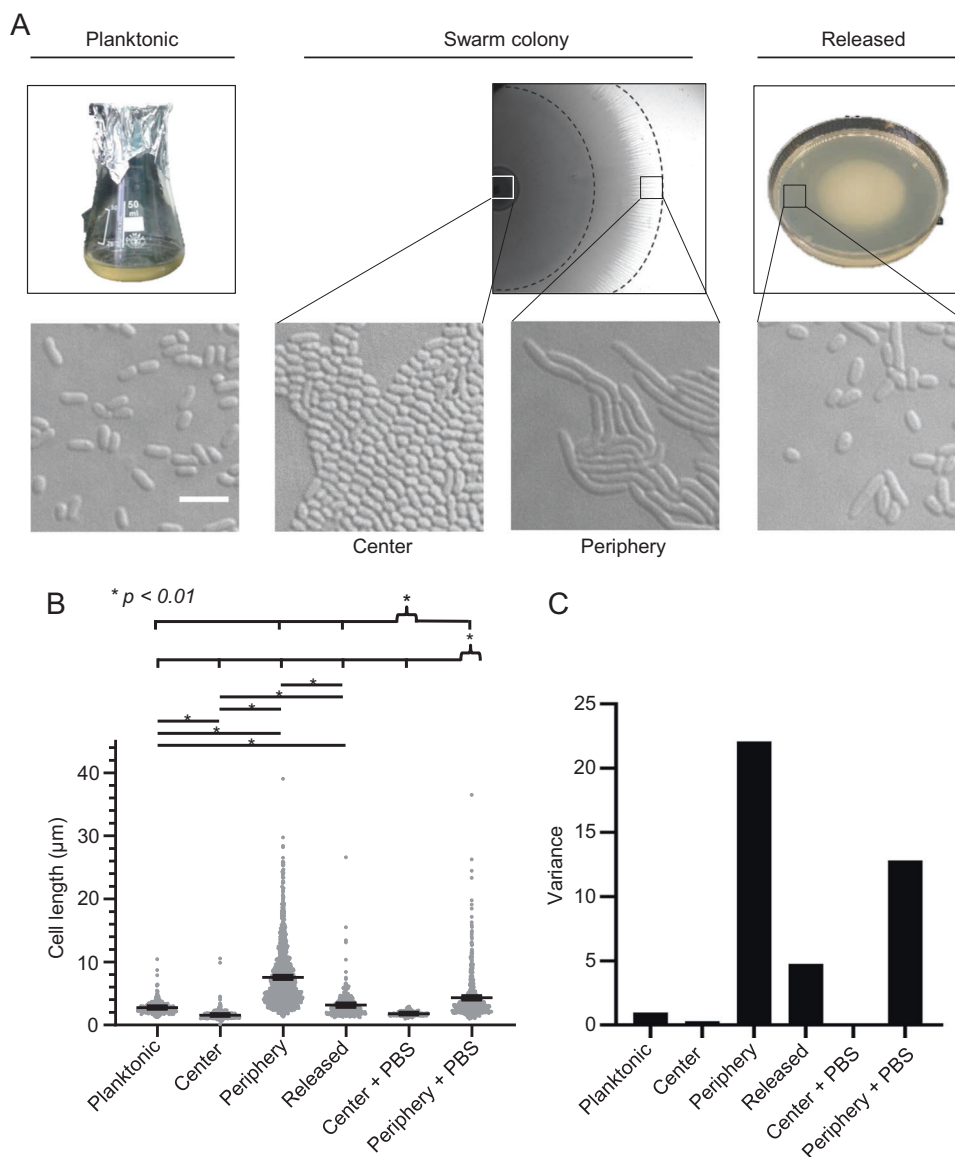 A
Planktonic
Swarm colony
Released
50
ml
Center
Periphery
B
* p < 0.01
*
*
*
*
*
*
*
*
Cell length (µm)
40
30
20
10
0
Planktonic
Center
Periphery
Released
Center + PBS
Periphery + PBS
C
Variance
25
20
15
10
5
0
Planktonic
Center
Periphery
Released
Center + PBS
Periphery + PBS